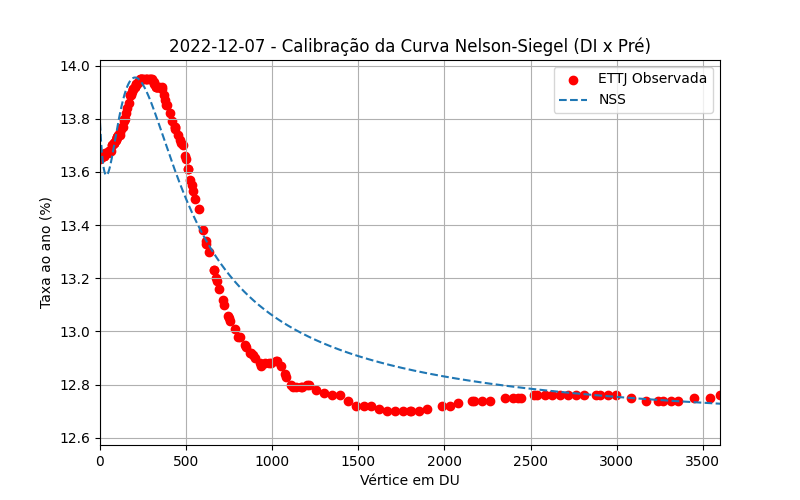 2022-12-07 - Calibração da Curva Nelson-Siegel (DI x Pré)
ETTJ Observada
NSS
Taxa ao ano (%)
14.0
13.8
13.6
13.4
13.2
13.0
12.8
12.6
0 500 1000 1500 2000 2500 3000 3500
Vértice em DU